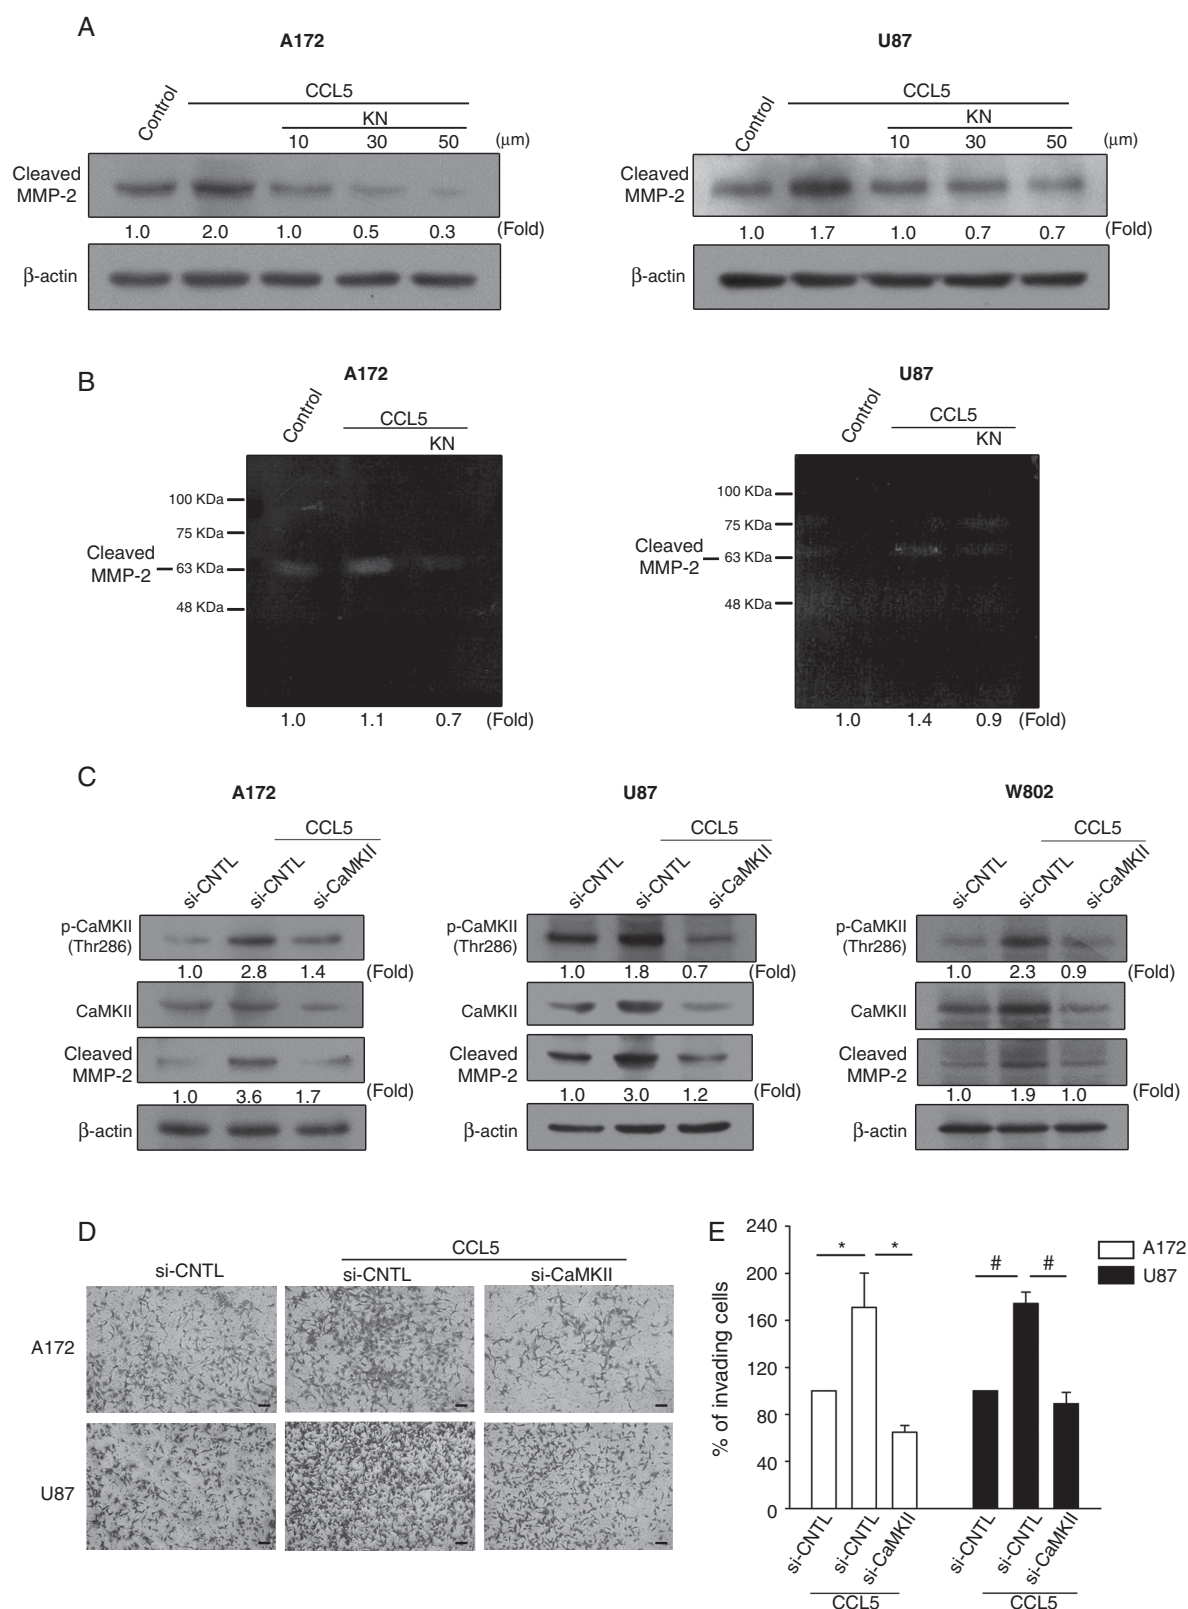 A
A172
U87
Control
CCL5
KN
10 30 50 (μm)
Control
CCL5
KN
10 30 50 (μm)
Cleaved
MMP-2
1.0 2.0 1.0 0.5 0.3 (Fold)
β-actin
Cleaved
MMP-2
1.0 1.7 1.0 0.7 0.7 (Fold)
β-actin
B
A172
Control
CCL5
KN
100 KDa
75 KDa
Cleaved
MMP-2
63 KDa
48 KDa
1.0 1.1 0.7 (Fold)
U87
Control
CCL5
KN
100 KDa
75 KDa
Cleaved
MMP-2
63 KDa
48 KDa
1.0 1.4 0.9 (Fold)
C
A172
CCL5
si-CNTL si-CNTL si-CaMKII
p-CaMKII
(Thr286)
1.0 2.8 1.4 (Fold)
CaMKII
Cleaved
MMP-2
1.0 3.6 1.7 (Fold)
β-actin
U87
CCL5
si-CNTL si-CNTL si-CaMKII
p-CaMKII
(Thr286)
1.0 1.8 0.7 (Fold)
CaMKII
Cleaved
MMP-2
1.0 3.0 1.2 (Fold)
β-actin
W802
CCL5
si-CNTL si-CNTL si-CaMKII
p-CaMKII
(Thr286)
1.0 2.3 0.9 (Fold)
CaMKII
Cleaved
MMP-2
1.0 1.9 1.0 (Fold)
β-actin
D
CCL5
si-CNTL si-CNTL si-CaMKII
A172
U87
E
% of invading cells
240
200
160
120
80
40
0
* *
# #
A172
U87
si-CNTL si-CNTL si-CaMKII
CCL5
si-CNTL si-CNTL si-CaMKII
CCL5